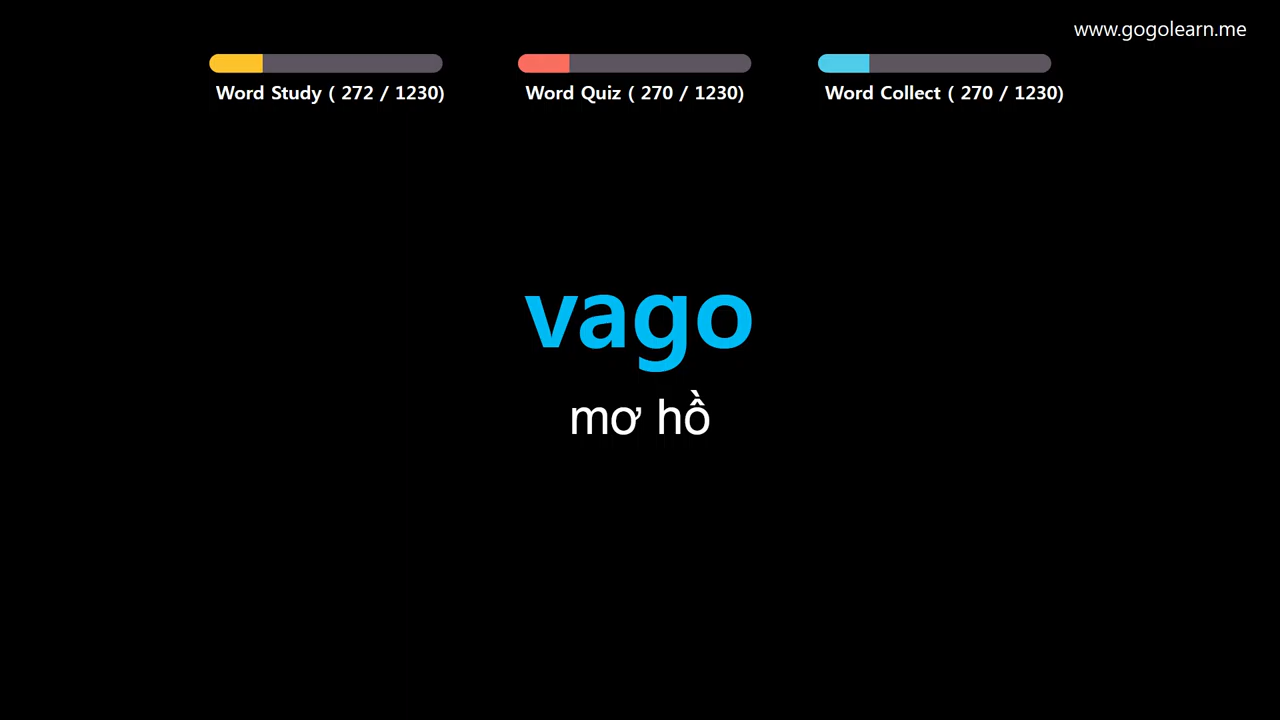 www.gogolearn.me
Word Study ( 272 / 1230)
Word Quiz ( 270 / 1230)
Word Collect ( 270 / 1230)
vago
mơ hồ